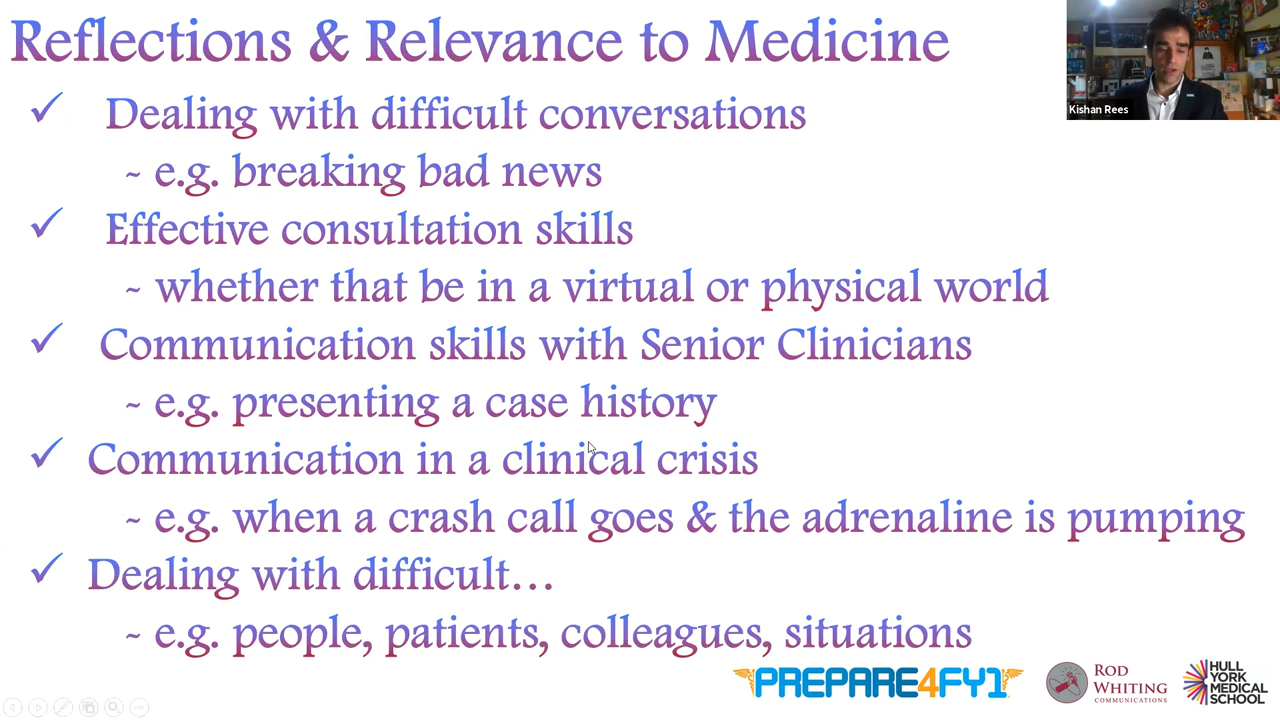 Reflections & Relevance to Medicine
Kishan Rees
✓ Dealing with difficult conversations
~ e.g. breaking bad news
✓ Effective consultation skills
~ whether that be in a virtual or physical world
✓ Communication skills with Senior Clinicians
~ e.g. presenting a case history
✓ Communication in a clinical crisis
~ e.g. when a crash call goes & the adrenaline is pumping
✓ Dealing with difficult…
~ e.g. people, patients, colleagues, situations
PREPARE4FY1
ROD
WHITING
COMMUNICATIONS
HULL
YORK
MEDICAL
SCHOOL